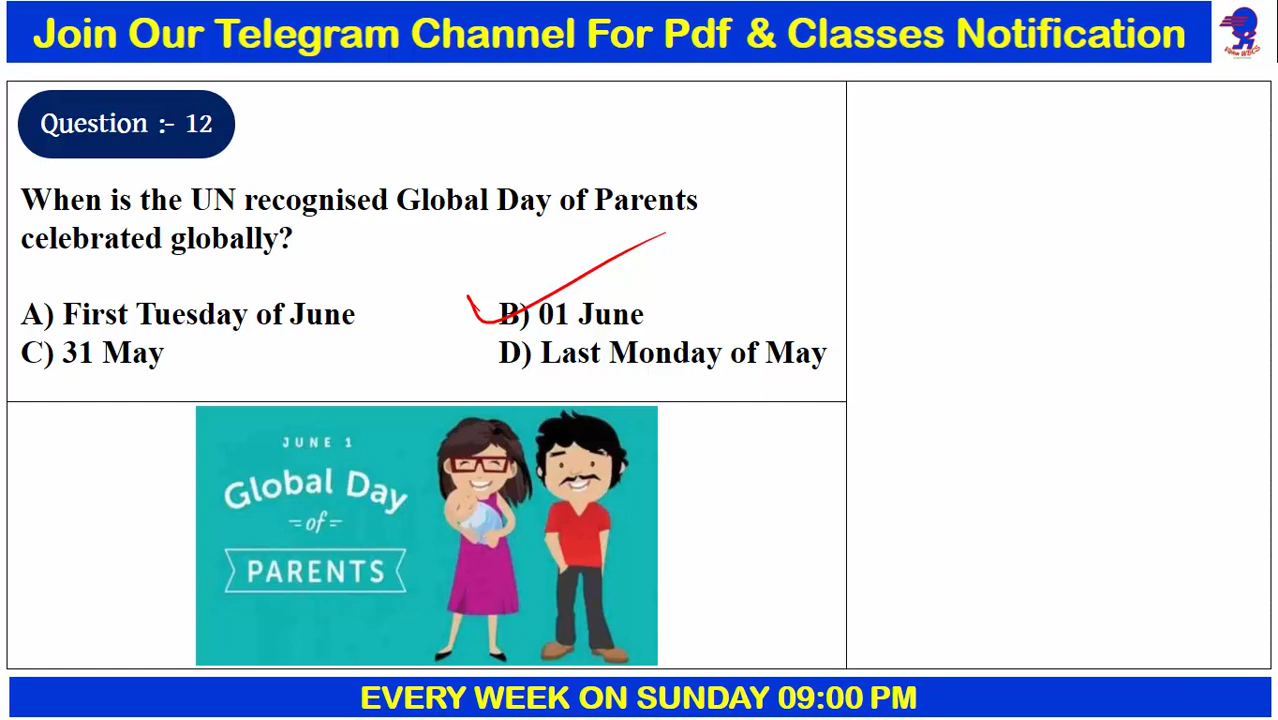 Join Our Telegram Channel For Pdf & Classes Notification
Question :- 12
When is the UN recognised Global Day of Parents
celebrated globally?
A) First Tuesday of June
B) 01 June
C) 31 May
D) Last Monday of May
JUNE 1
Global Day
=of=
PARENTS
EVERY WEEK ON SUNDAY 09:00 PM